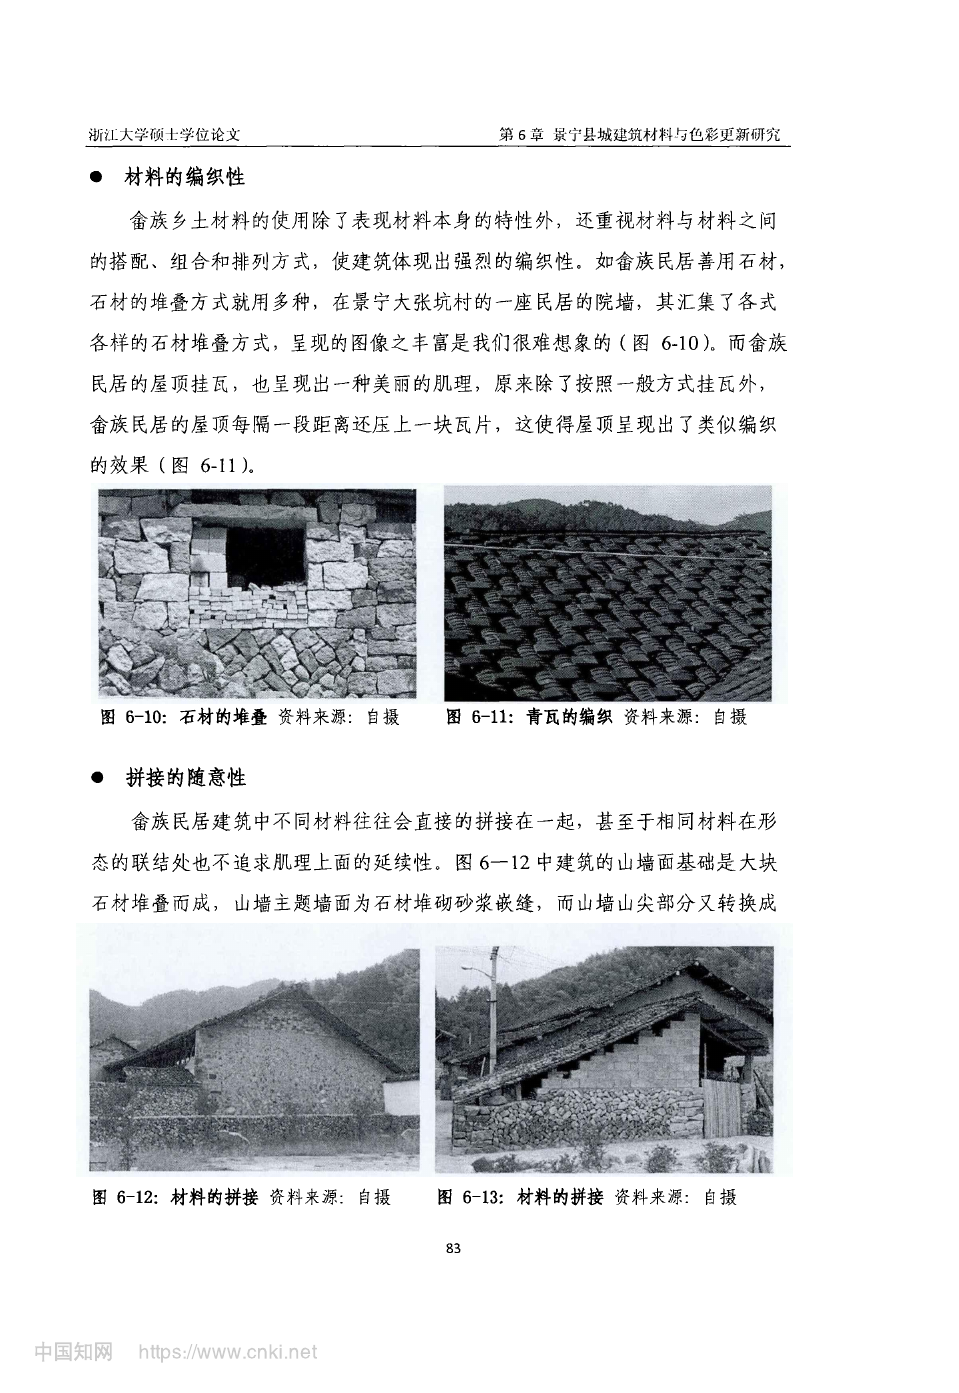 浙江大学硕士学位论文 第6章 景宁县城建筑材料与色彩更新研究
● 材料的编织性
畲族乡土材料的使用除了表现材料本身的特性外，还重视材料与材料之间
的搭配、组合和排列方式，使建筑体现出强烈的编织性。如畲族民居善用石材，
石材的堆叠方式就用多种，在景宁大张坑村的一座民居的院墙，其汇集了各式
各样的石材堆叠方式，呈现的图像之丰富是我们很难想象的（图 6-10）。而畲族
民居的屋顶挂瓦，也呈现出一种美丽的肌理，原来除了按照一般方式挂瓦外，
畲族民居的屋顶每隔一段距离还压上一块瓦片，这使得屋顶呈现出了类似编织
的效果（图 6-11）。
图 6-10：石材的堆叠 资料来源：自摄 图 6-11：青瓦的编织 资料来源：自摄
● 拼接的随意性
畲族民居建筑中不同材料往往会直接的拼接在一起，甚至于相同材料在形
态的联结处也不追求肌理上面的延续性。图 6—12 中建筑的山墙面基础是大块
石材堆叠而成，山墙主题墙面为石材堆砌砂浆嵌缝，而山墙山尖部分又转换成
图 6-12：材料的拼接 资料来源：自摄 图 6-13：材料的拼接 资料来源：自摄
83
中国知网 https://www.cnki.net